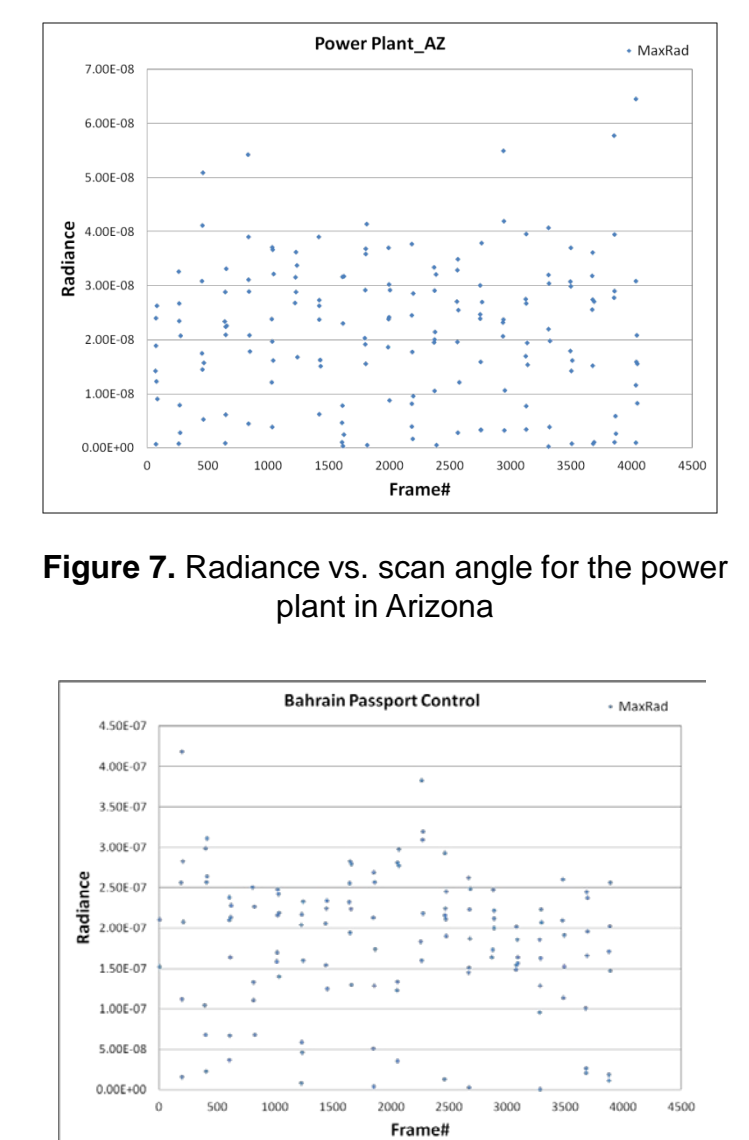 Power Plant_AZ
MaxRad
7.00E-08
6.00E-08
5.00E-08
4.00E-08
3.00E-08
2.00E-08
1.00E-08
0.00E+00
Radiance
0 500 1000 1500 2000 2500 3000 3500 4000 4500
Frame#
Figure 7. Radiance vs. scan angle for the power
plant in Arizona
Bahrain Passport Control
MaxRad
4.50E-07
4.00E-07
3.50E-07
3.00E-07
2.50E-07
2.00E-07
1.50E-07
1.00E-07
5.00E-08
0.00E+00
Radiance
0 500 1000 1500 2000 2500 3000 3500 4000 4500
Frame#